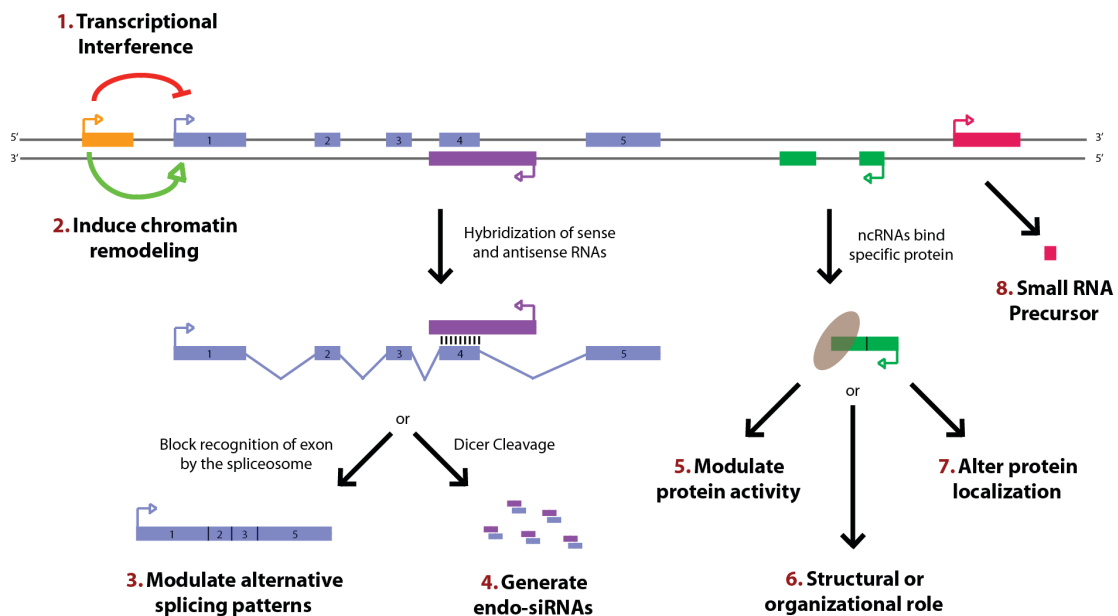 1. Transcriptional
Interference
5' 1 2 3 4 5 3'
3' 5'
2. Induce chromatin
remodeling
Hybridization of sense
and antisense RNAs
ncRNAs bind
specific protein
8. Small RNA
Precursor
1 2 3 4 5
or
or
Block recognition of exon
by the spliceosome
Dicer Cleavage
5. Modulate
protein activity
7. Alter protein
localization
1 2 3 5
3. Modulate alternative
splicing patterns
4. Generate
endo-siRNAs
6. Structural or
organizational role